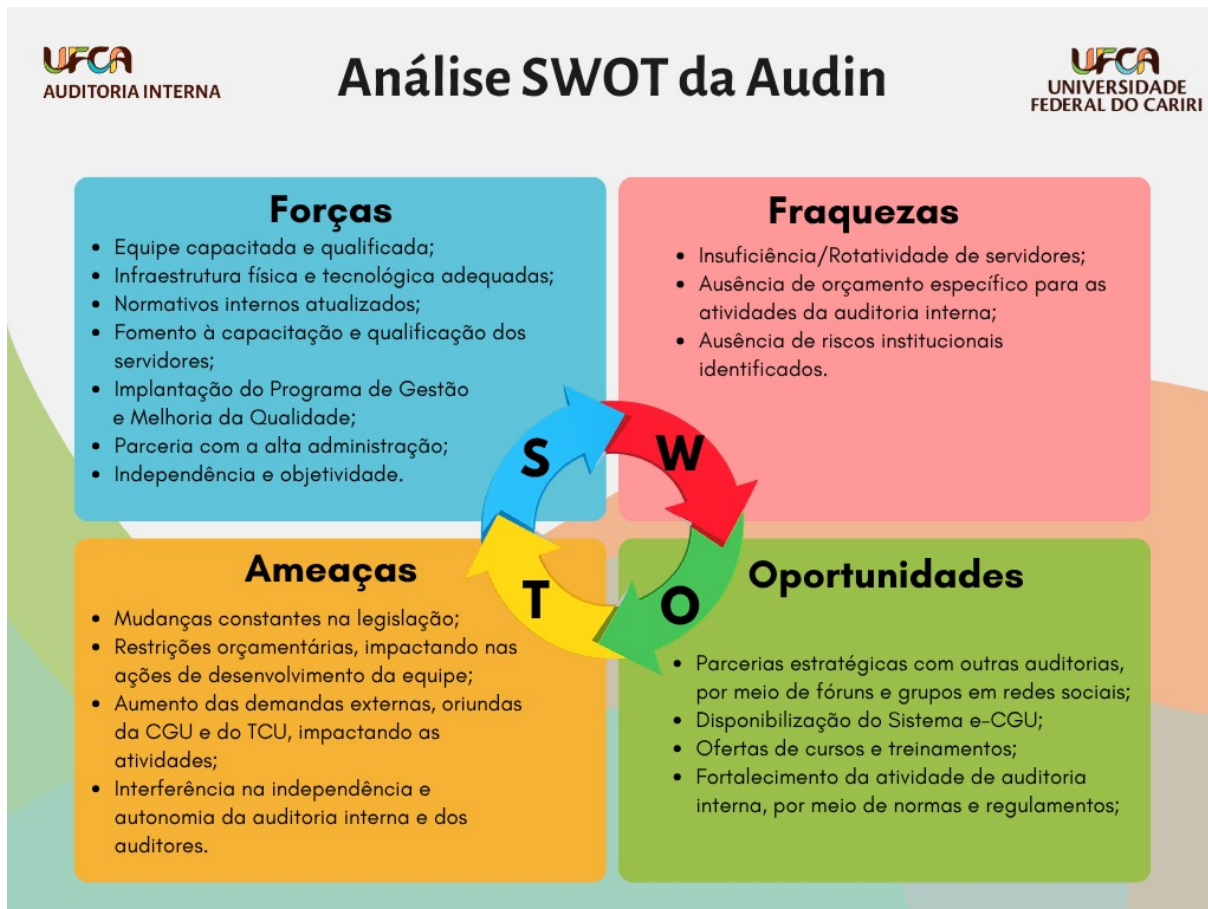 UFCA
AUDITORIA INTERNA
Análise SWOT da Audin
UFCA
UNIVERSIDADE
FEDERAL DO CARIRI
Forças
• Equipe capacitada e qualificada;
• Infraestrutura física e tecnológica adequadas;
• Normativos internos atualizados;
• Fomento à capacitação e qualificação dos
servidores;
• Implantação do Programa de Gestão
e Melhoria da Qualidade;
• Parceria com a alta administração;
• Independência e objetividade.
Fraquezas
• Insuficiência/Rotatividade de servidores;
• Ausência de orçamento específico para as
atividades da auditoria interna;
• Ausência de riscos institucionais
identificados.
S
W
T
O
Ameaças
• Mudanças constantes na legislação;
• Restrições orçamentárias, impactando nas
ações de desenvolvimento da equipe;
• Aumento das demandas externas, oriundas
da CGU e do TCU, impactando as
atividades;
• Interferência na independência e
autonomia da auditoria interna e dos
auditores.
Oportunidades
• Parcerias estratégicas com outras auditorias,
por meio de fóruns e grupos em redes sociais;
• Disponibilização do Sistema e-CGU;
• Ofertas de cursos e treinamentos;
• Fortalecimento da atividade de auditoria
interna, por meio de normas e regulamentos;